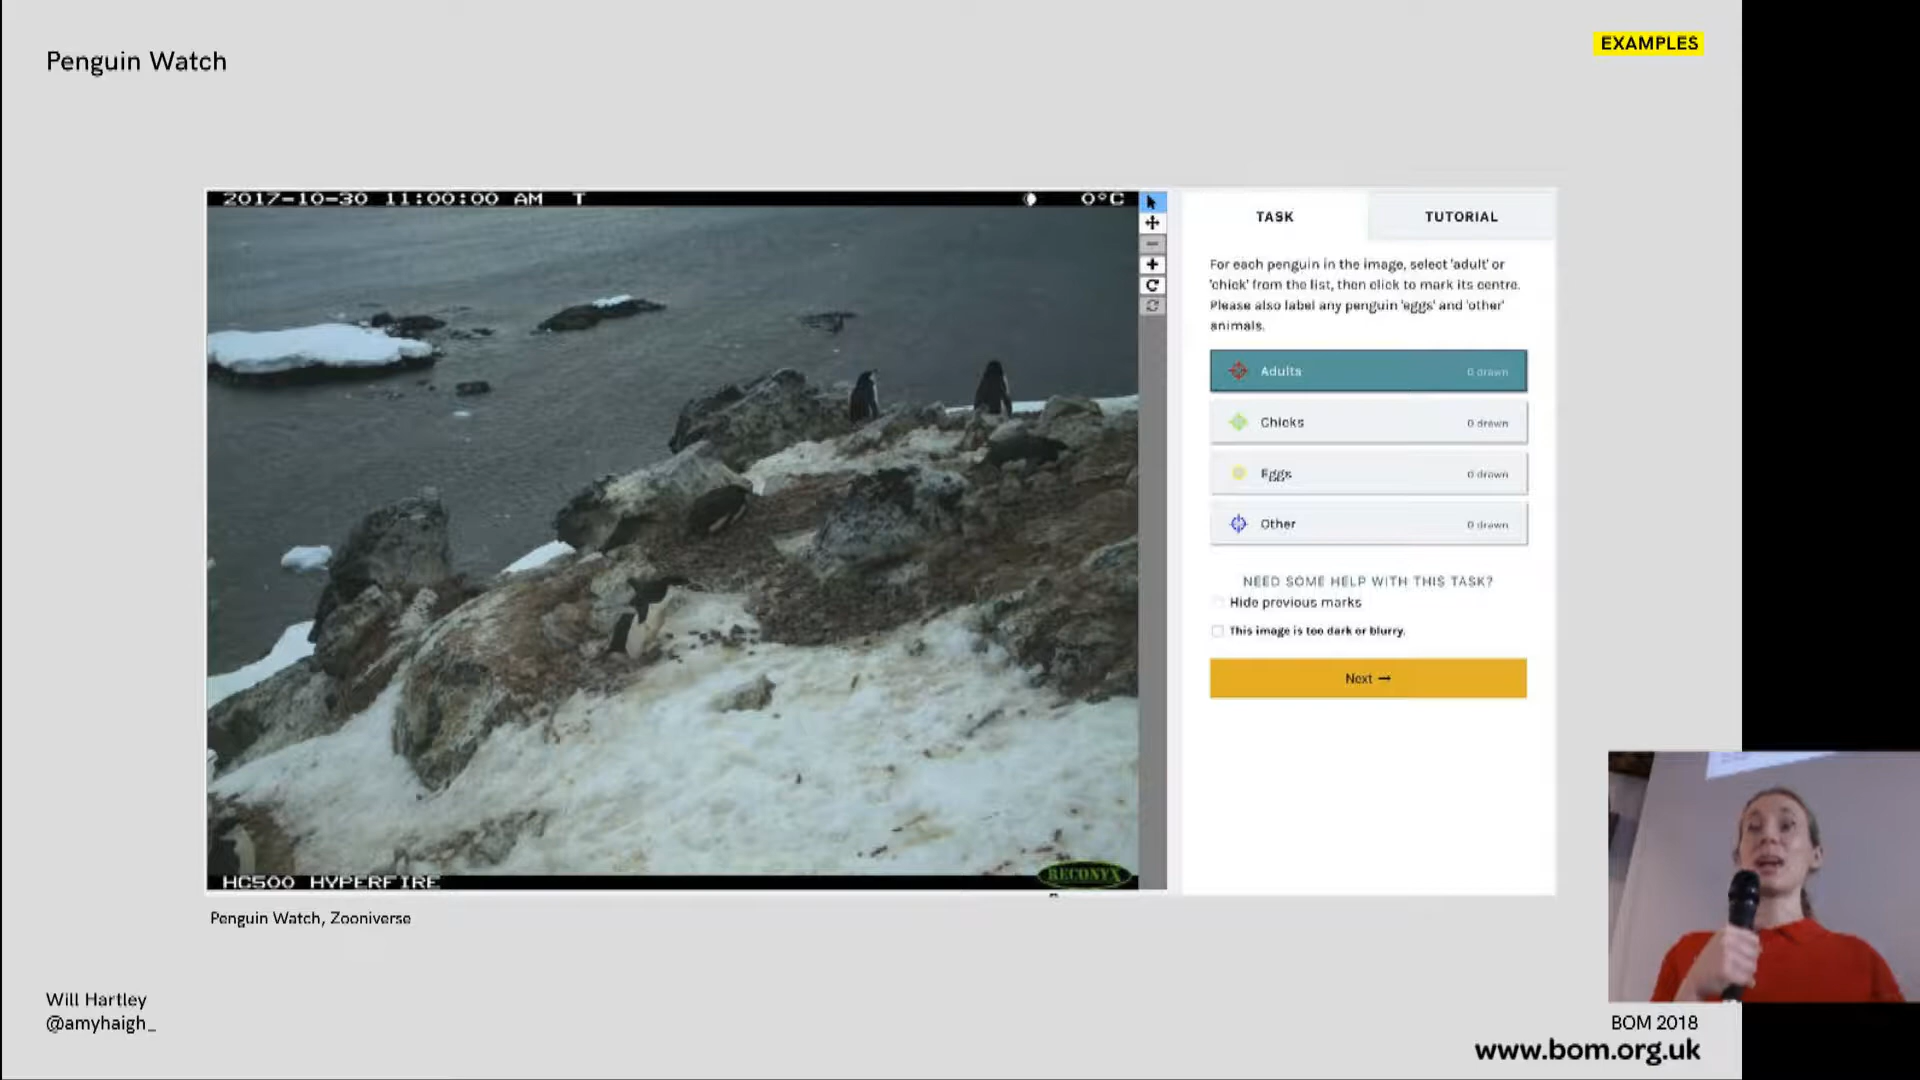 Penguin Watch
EXAMPLES
2017-10-30 11:00:00 AM T
0°C
TASK
TUTORIAL
For each penguin in the image, select 'adult' or
'chick' from the list, then click to mark its centre.
Please also label any penguin 'eggs' and 'other'
animals.
Adults
0 drawn
Chicks
0 drawn
Eggs
0 drawn
Other
0 drawn
NEED SOME HELP WITH THIS TASK?
Hide previous marks
This image is too dark or blurry.
Next →
HC500 HYPERFIRE
RECONYX
Penguin Watch, Zooniverse
Will Hartley
@amyhaigh_
BOM 2018
www.bom.org.uk